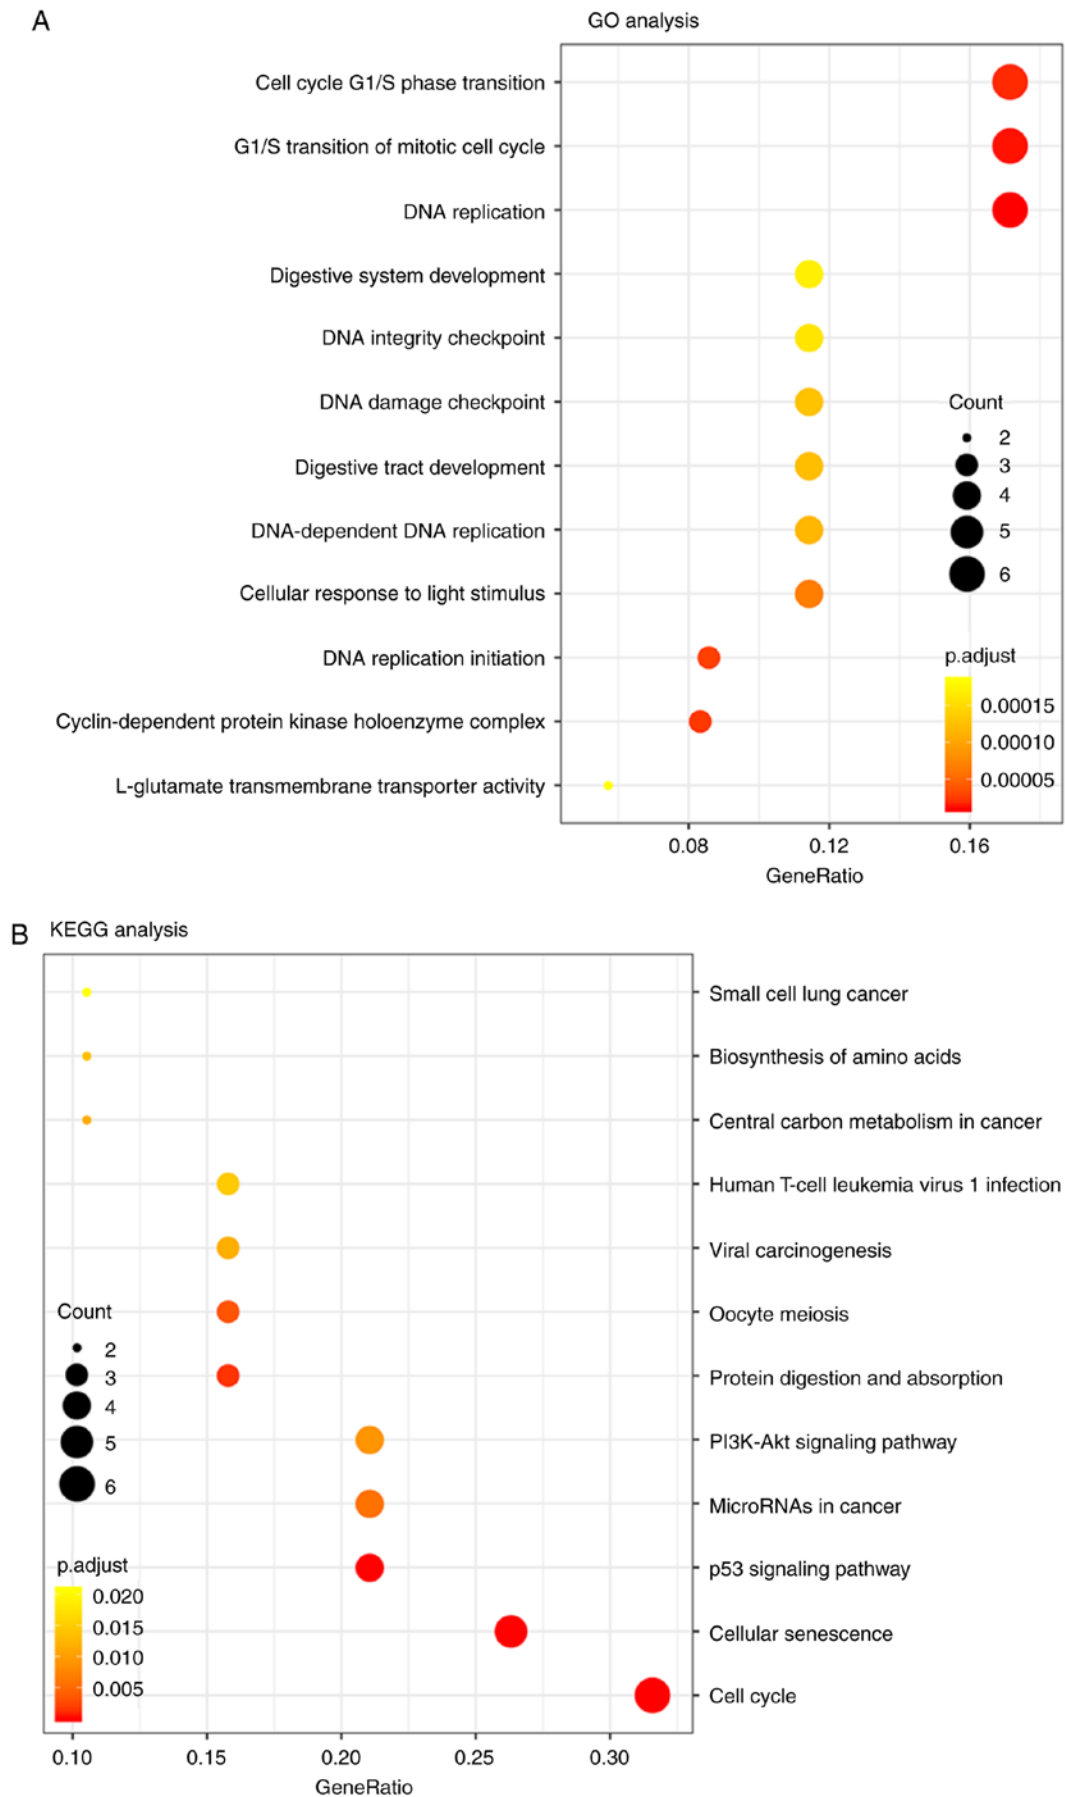 A
GO analysis
Cell cycle G1/S phase transition
G1/S transition of mitotic cell cycle
DNA replication
Digestive system development
DNA integrity checkpoint
DNA damage checkpoint
Digestive tract development
DNA-dependent DNA replication
Cellular response to light stimulus
DNA replication initiation
Cyclin-dependent protein kinase holoenzyme complex
L-glutamate transmembrane transporter activity
Count
2
3
4
5
6
p.adjust
0.00015
0.00010
0.00005
0.08 0.12 0.16
GeneRatio
B
KEGG analysis
Small cell lung cancer
Biosynthesis of amino acids
Central carbon metabolism in cancer
Human T-cell leukemia virus 1 infection
Viral carcinogenesis
Oocyte meiosis
Protein digestion and absorption
PI3K-Akt signaling pathway
MicroRNAs in cancer
p53 signaling pathway
Cellular senescence
Cell cycle
Count
2
3
4
5
6
p.adjust
0.020
0.015
0.010
0.005
0.10 0.15 0.20 0.25 0.30
GeneRatio